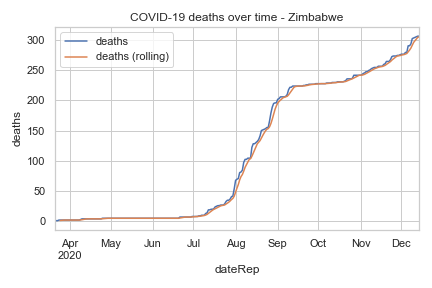 COVID-19 deaths over time - Zimbabwe
deaths
deaths (rolling)
300
250
200
150
100
50
0
deaths
Apr May Jun Jul Aug Sep Oct Nov Dec
2020
dateRep